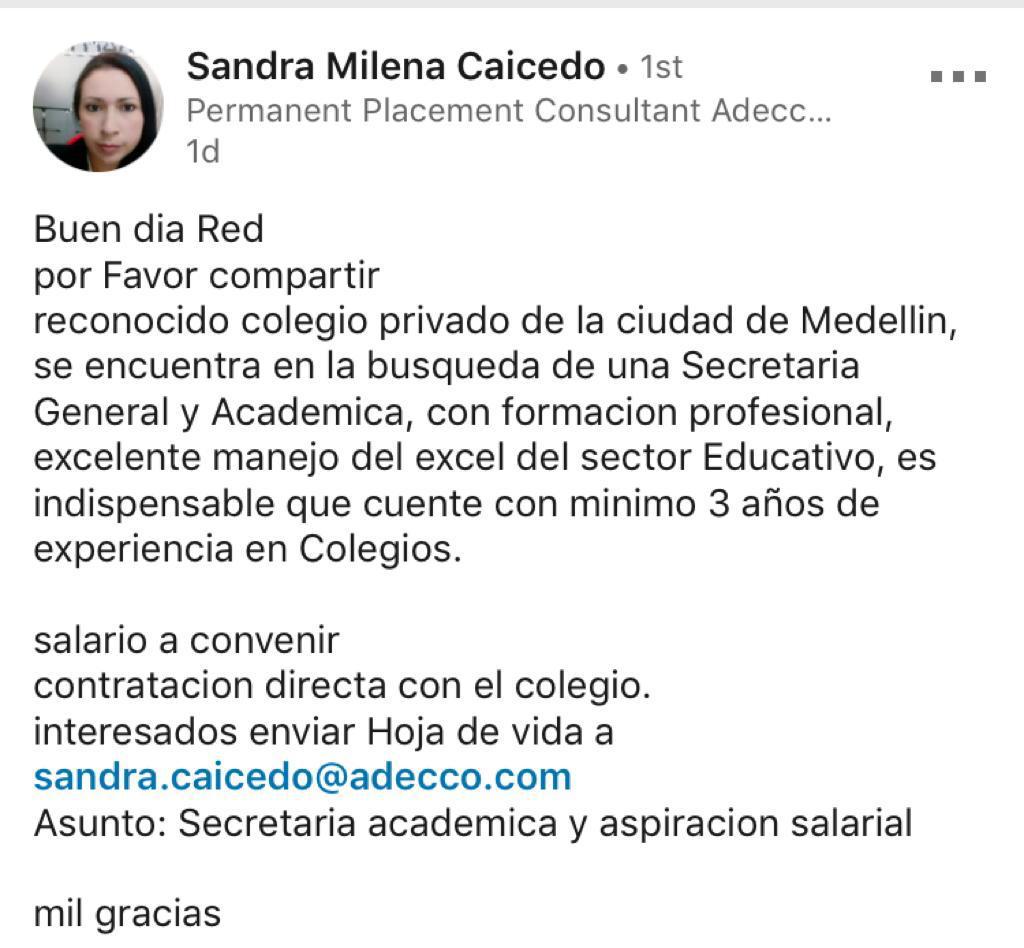 Sandra Milena Caicedo • 1st
Permanent Placement Consultant Adecc...
1d
Buen dia Red
por Favor compartir
reconocido colegio privado de la ciudad de Medellin,
se encuentra en la busqueda de una Secretaria
General y Academica, con formacion profesional,
excelente manejo del excel del sector Educativo, es
indispensable que cuente con minimo 3 años de
experiencia en Colegios.
salario a convenir
contratacion directa con el colegio.
interesados enviar Hoja de vida a
sandra.caicedo@adecco.com
Asunto: Secretaria academica y aspiracion salarial
mil gracias